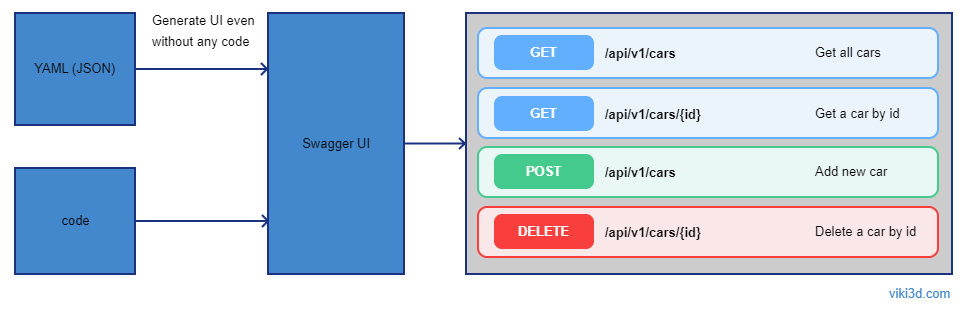 Generate UI even
without any code
YAML (JSON)
code
Swagger UI
GET /api/v1/cars Get all cars
GET /api/v1/cars/{id} Get a car by id
POST /api/v1/cars Add new car
DELETE /api/v1/cars/{id} Delete a car by id
viki3d.com